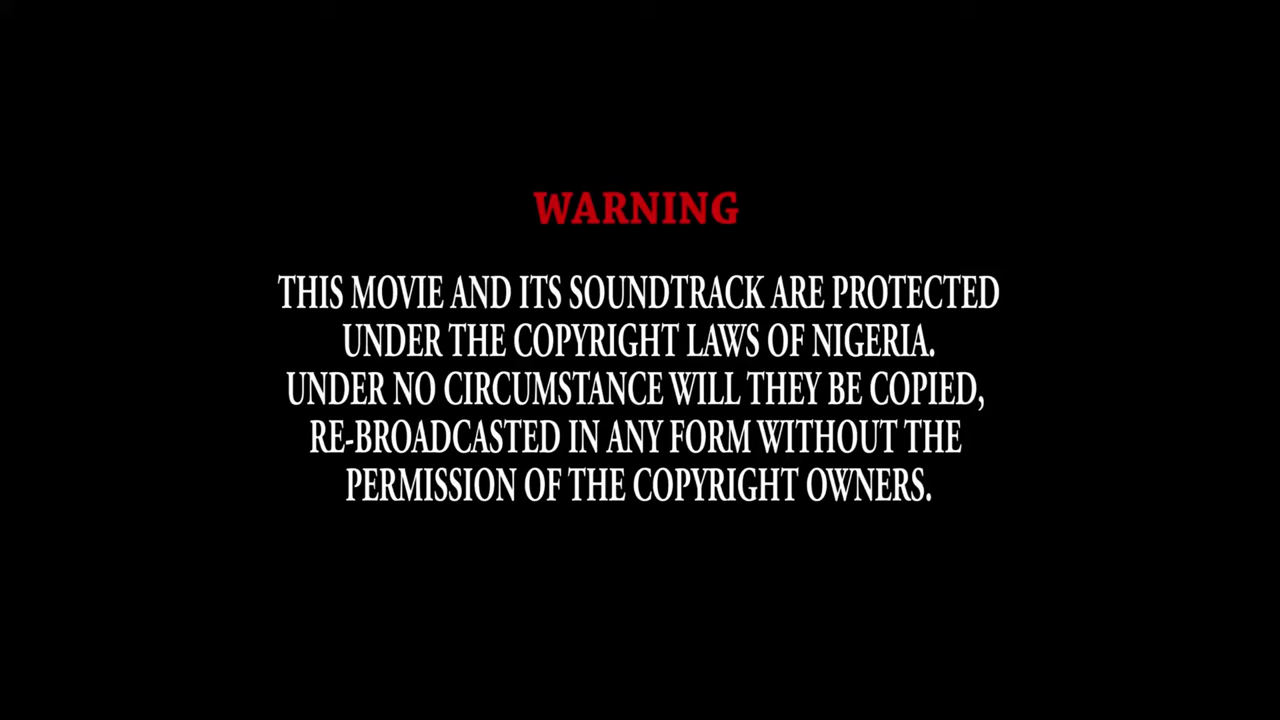 WARNING
THIS MOVIE AND ITS SOUNDTRACK ARE PROTECTED
UNDER THE COPYRIGHT LAWS OF NIGERIA.
UNDER NO CIRCUMSTANCE WILL THEY BE COPIED,
RE-BROADCASTED IN ANY FORM WITHOUT THE
PERMISSION OF THE COPYRIGHT OWNERS.